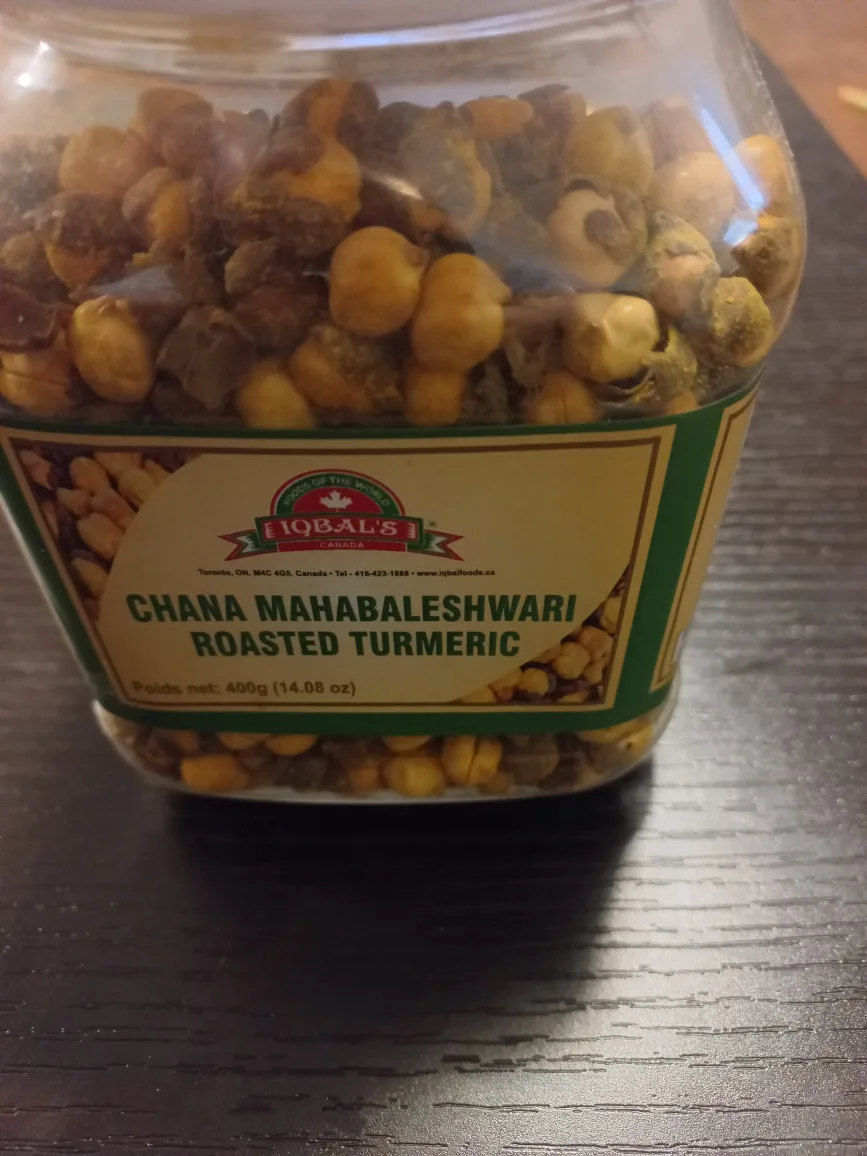 FOODS OF THE WORLD
IQBAL'S
CANADA
Toronto, ON. M4C 4G5, Canada • Tel - 416-423-1888 • www.iqbalfoods.ca
CHANA MAHABALESHWARI
ROASTED TURMERIC
Poids net: 400g (14.08 oz)